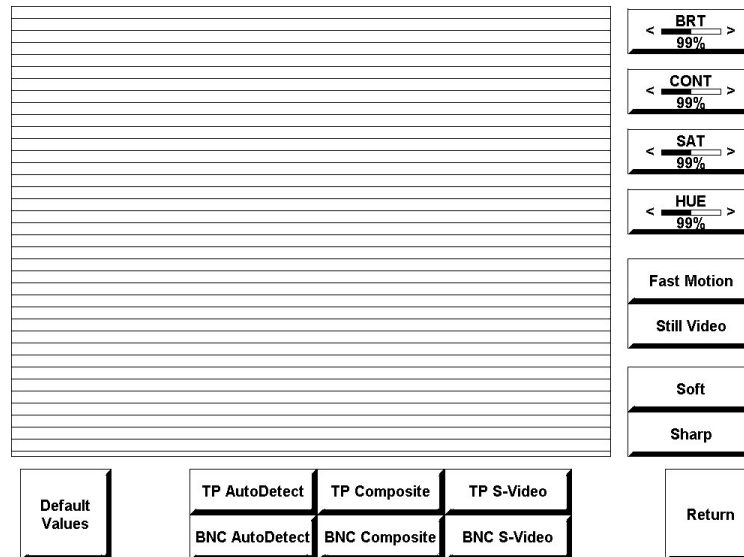 BRT
< >
99%
CONT
< >
99%
SAT
< >
99%
HUE
< >
99%
Fast Motion
Still Video
Soft
Sharp
Default
Values
TP AutoDetect TP Composite TP S-Video
BNC AutoDetect BNC Composite BNC S-Video
Return